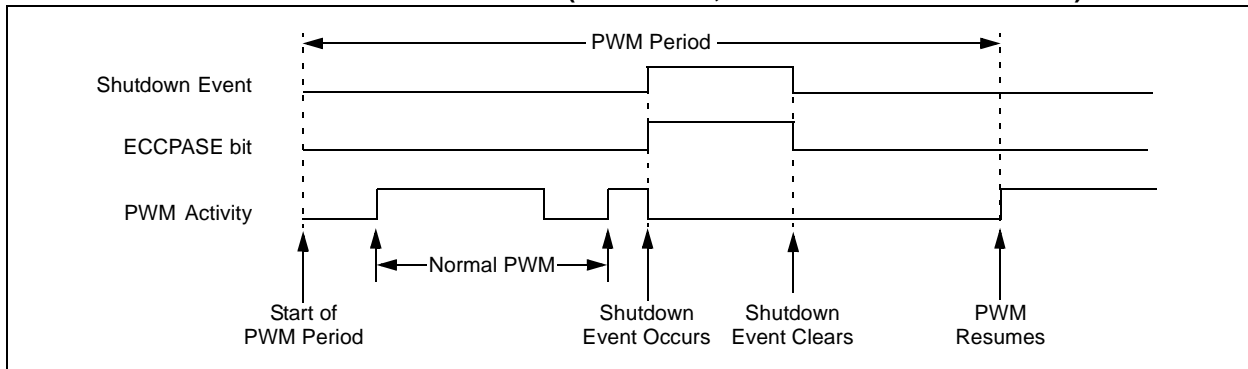 PWM Period
Shutdown Event
ECCPASE bit
PWM Activity
Normal PWM
Start of
PWM Period
Shutdown
Event Occurs
Shutdown
Event Clears
PWM
Resumes